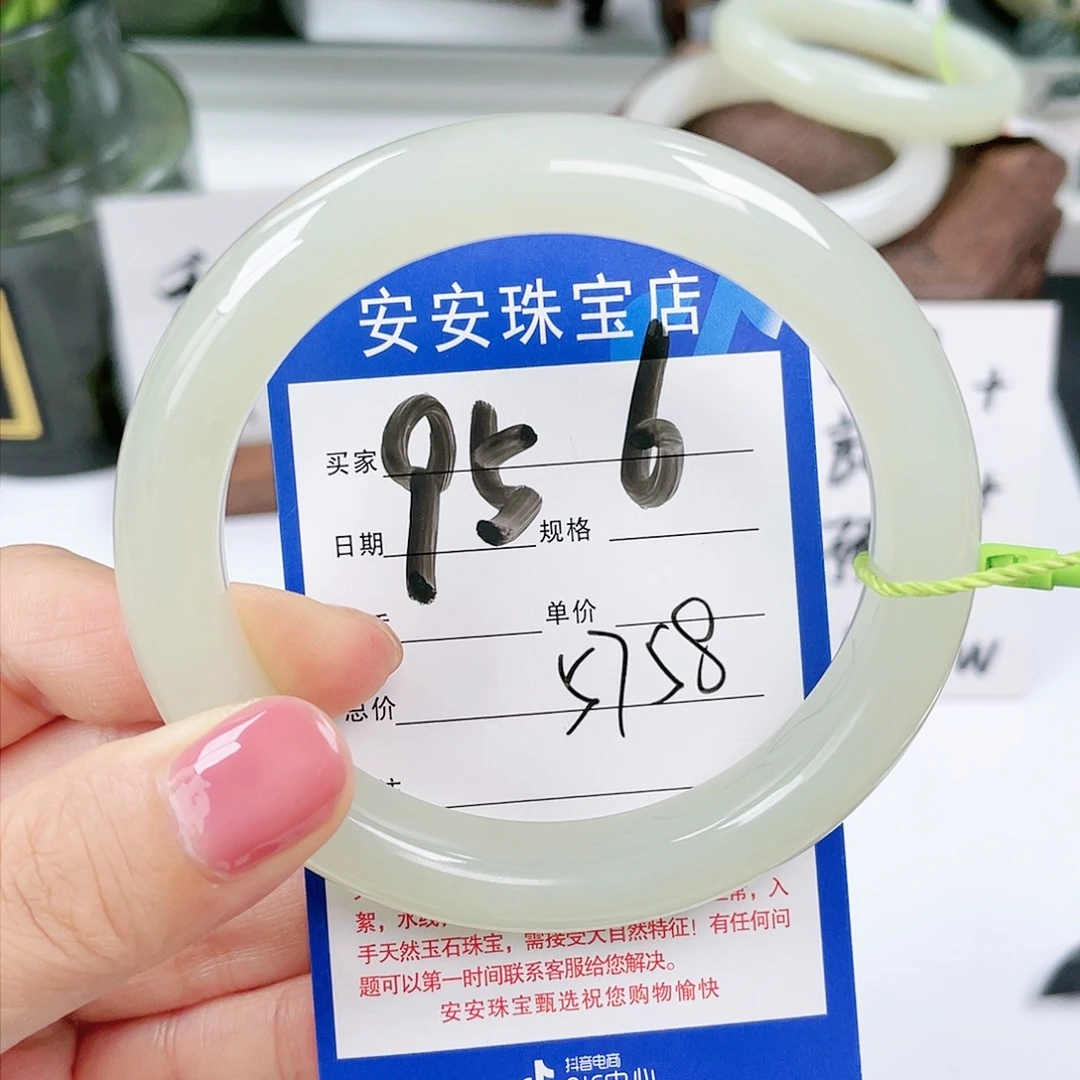 安安珠宝店
买家 95 6
日期 规格
单价
总价 5758
絮，水线，
手天然玉石珠宝，需接受大自然特征！有任何问
题可以第一时间联系客服给您解决。
安安珠宝甄选祝您购物愉快
抖音电商